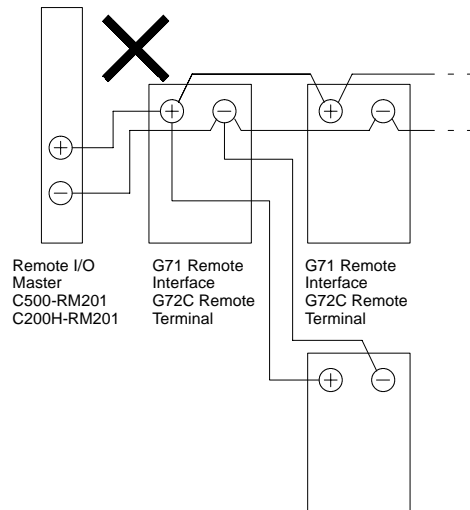 +
−
+
−
+
−
Remote I/O
Master
C500-RM201
C200H-RM201
G71 Remote
Interface
G72C Remote
Terminal
G71 Remote
Interface
G72C Remote
Terminal
+
−